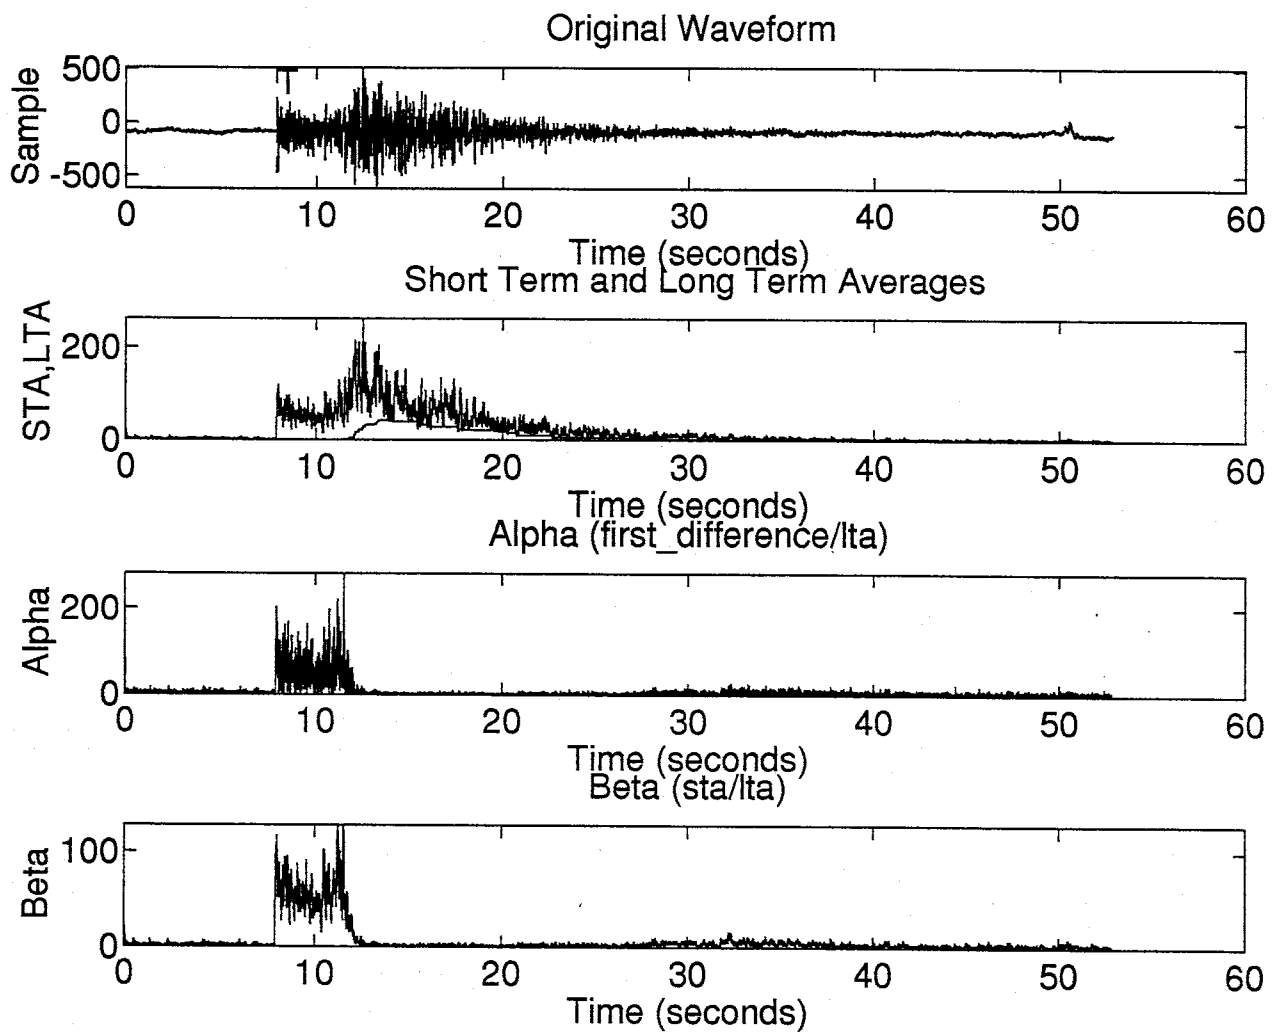 Original Waveform
500
0
-500
Sample
0 10 20 30 40 50 60
Time (seconds)
Short Term and Long Term Averages
200
0
STA,LTA
0 10 20 30 40 50 60
Time (seconds)
Alpha (first_difference/lta)
200
0
Alpha
0 10 20 30 40 50 60
Time (seconds)
Beta (sta/lta)
100
0
Beta
0 10 20 30 40 50 60
Time (seconds)